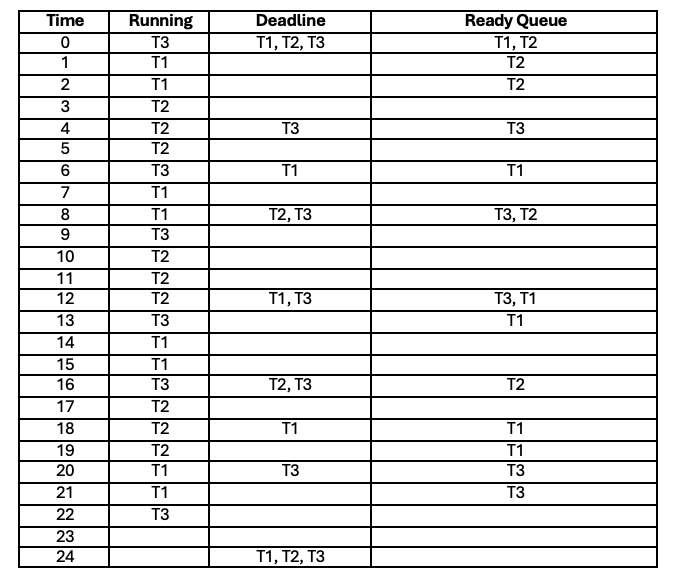 Time Running Deadline Ready Queue
0 T3 T1, T2, T3 T1, T2
1 T1 T2
2 T1 T2
3 T2
4 T2 T3 T3
5 T2
6 T3 T1 T1
7 T1
8 T1 T2, T3 T3, T2
9 T3
10 T2
11 T2
12 T2 T1, T3 T3, T1
13 T3 T1
14 T1
15 T1
16 T3 T2, T3 T2
17 T2
18 T2 T1 T1
19 T2 T1
20 T1 T3 T3
21 T1 T3
22 T3
23
24 T1, T2, T3